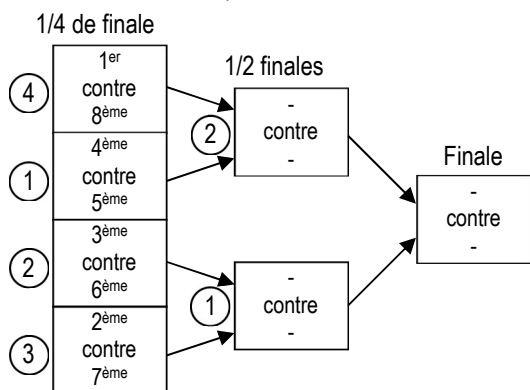 1/4 de finale
4
1er
contre
8ème
1
4ème
contre
5ème
2
3ème
contre
6ème
3
2ème
contre
7ème
1/2 finales
2
-
contre
-
1
-
contre
-
Finale
-
contre
-